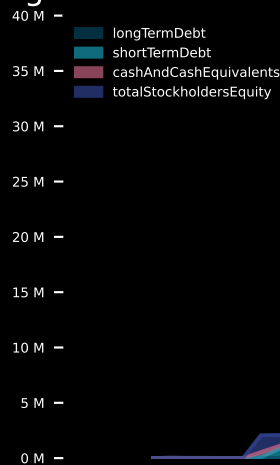 40 M
longTermDebt
shortTermDebt
35 M
cashAndCashEquivalents
totalStockholdersEquity
30 M
25 M
20 M
15 M
10 M
5 M
0 M